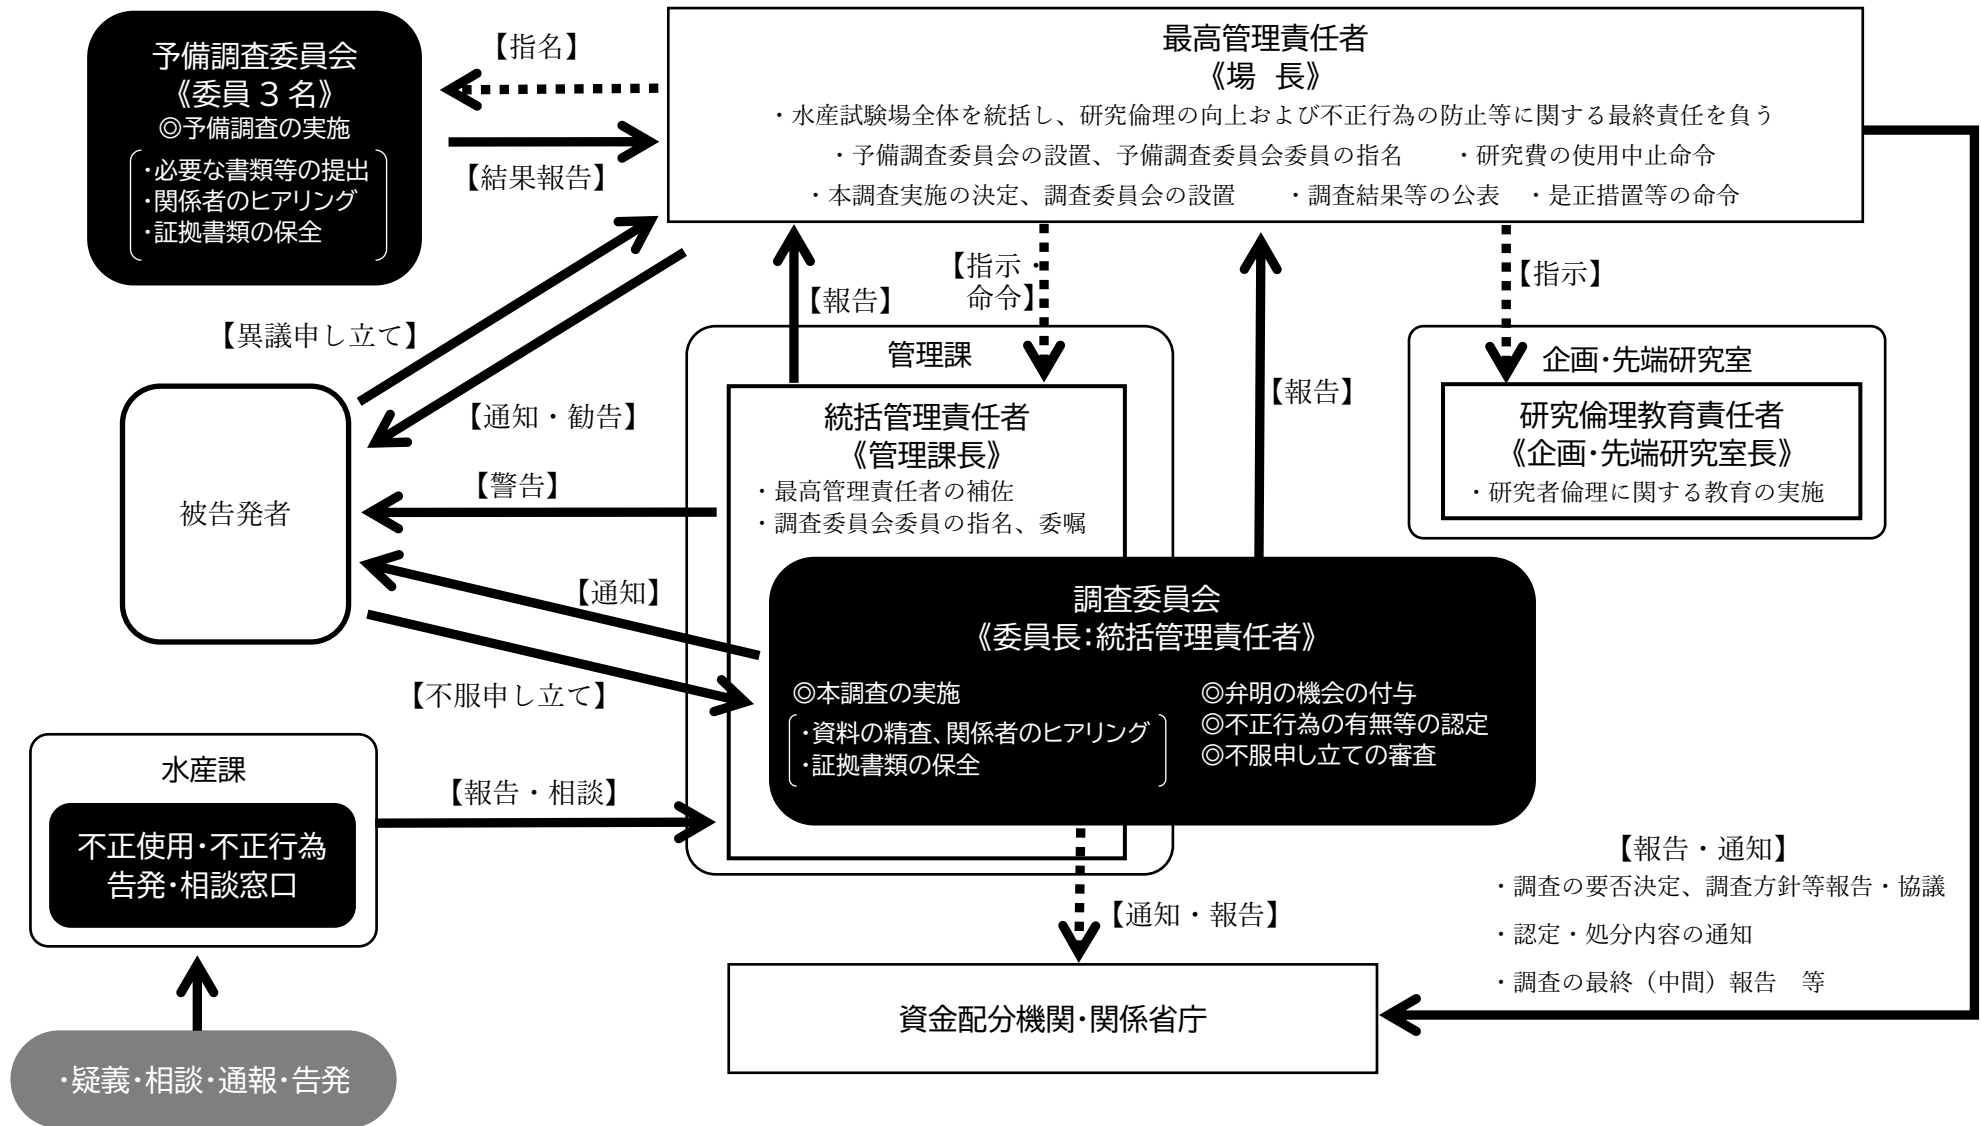 予備調査委員会
《委員３名》
◎予備調査の実施
・必要な書類等の提出
・関係者のヒアリング
・証拠書類の保全
【指名】
【結果報告】
最高管理責任者
《場　長》
・水産試験場全体を統括し、研究倫理の向上および不正行為の防止等に関する最終責任を負う
・予備調査委員会の設置、予備調査委員会委員の指名　　・研究費の使用中止命令
・本調査実施の決定、調査委員会の設置　　・調査結果等の公表　・是正措置等の命令
【異議申し立て】
【通知・勧告】
【報告】
【指示・
命令】
【報告】
【指示】
管理課
統括管理責任者
《管理課長》
・最高管理責任者の補佐
・調査委員会委員の指名、委嘱
企画・先端研究室
研究倫理教育責任者
《企画・先端研究室長》
・研究者倫理に関する教育の実施
被告発者
【警告】
【通知】
【不服申し立て】
調査委員会
《委員長：統括管理責任者》
◎本調査の実施
・資料の精査、関係者のヒアリング
・証拠書類の保全
◎弁明の機会の付与
◎不正行為の有無等の認定
◎不服申し立ての審査
水産課
不正使用・不正行為
告発・相談窓口
【報告・相談】
・疑義・相談・通報・告発
【通知・報告】
資金配分機関・関係省庁
【報告・通知】
・調査の要否決定、調査方針等報告・協議
・認定・処分内容の通知
・調査の最終（中間）報告　等